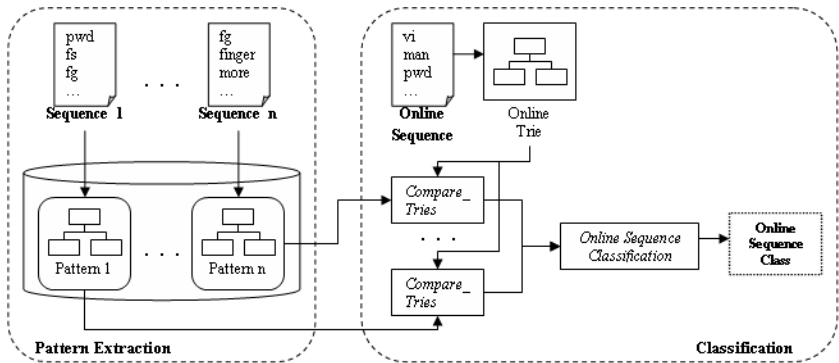 pwd
fs
fg
...
Sequence 1
. . .
fg
finger
more
...
Sequence n
Pattern 1
. . .
Pattern n
Pattern Extraction
vi
man
pwd
...
Online
Sequence
Online
Trie
Compare_
Tries
. . .
Compare_
Tries
Online Sequence
Classification
Online
Sequence
Class
Classification